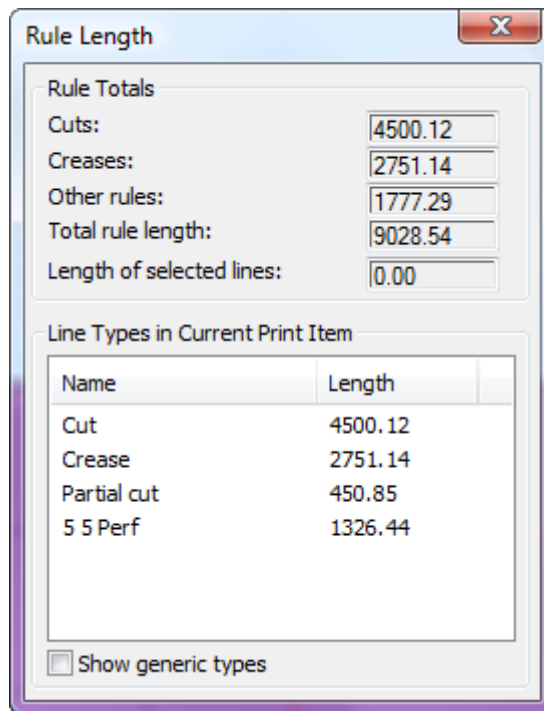 Rule Length
Rule Totals
Cuts: 4500.12
Creases: 2751.14
Other rules: 1777.29
Total rule length: 9028.54
Length of selected lines: 0.00
Line Types in Current Print Item
Name Length
Cut 4500.12
Crease 2751.14
Partial cut 450.85
5 5 Perf 1326.44
Show generic types